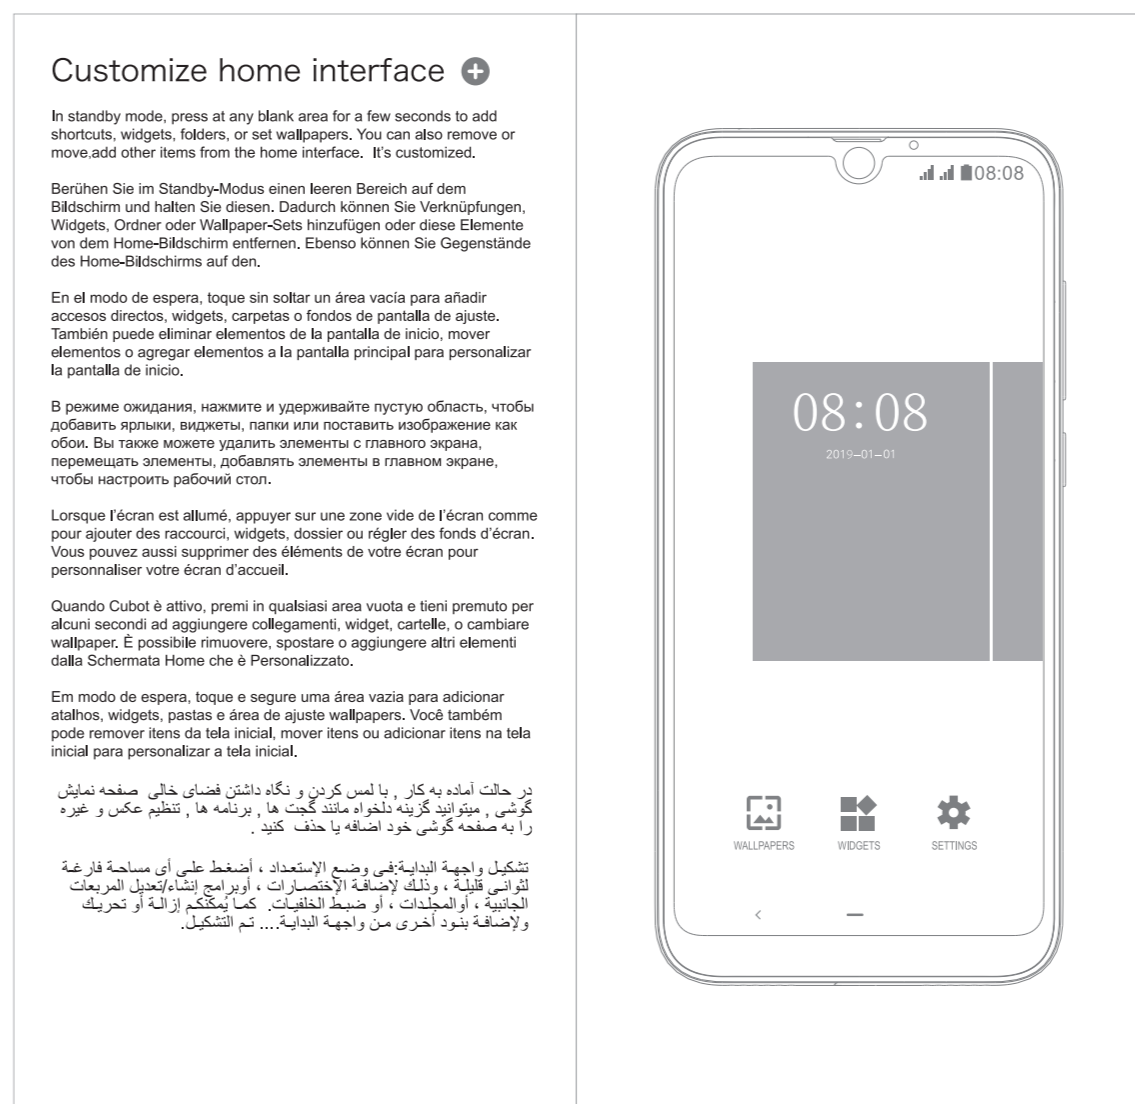 Customize home interface
In standby mode, press at any blank area for a few seconds to add
shortcuts, widgets, folders, or set wallpapers. You can also remove or
move,add other items from the home interface. It's customized.
Berühen Sie im Standby-Modus einen leeren Bereich auf dem
Bildschirm und halten Sie diesen. Dadurch können Sie Verknüpfungen,
Widgets, Ordner oder Wallpaper-Sets hinzufügen oder diese Elemente
von dem Home-Bildschirm entfernen. Ebenso können Sie Gegenstände
des Home-Bildschirms auf den.
En el modo de espera, toque sin soltar un área vacía para añadir
accesos directos, widgets, carpetas o fondos de pantalla de ajuste.
También puede eliminar elementos de la pantalla de inicio, mover
elementos o agregar elementos a la pantalla principal para personalizar
la pantalla de inicio.
В режиме ожидания, нажмите и удерживайте пустую область, чтобы
добавить ярлыки, виджеты, папки или поставить изображение как
обои. Вы также можете удалить элементы с главного экрана,
перемещать элементы, добавлять элементы в главном экране,
чтобы настроить рабочий стол.
Lorsque l'écran est allumé, appuyer sur une zone vide de l'écran comme
pour ajouter des raccourci, widgets, dossier ou régler des fonds d'écran.
Vous pouvez aussi supprimer des éléments de votre écran pour
personnaliser votre écran d'accueil.
Quando Cubot è attivo, premi in qualsiasi area vuota e tieni premuto per
alcuni secondi ad aggiungere collegamenti, widget, cartelle, o cambiare
wallpaper. È possibile rimuovere, spostare o aggiungere altri elementi
dalla Schermata Home che è Personalizzato.
Em modo de espera, toque e segure uma área vazia para adicionar
atalhos, widgets, pastas e área de ajuste wallpapers. Você também
pode remover itens da tela inicial, mover itens ou adicionar itens na tela
inicial para personalizar a tela inicial.
در حالت آماده به کار , با لمس کردن و نگاه داشتن فضای خالی صفحه نمایش
گوشی , میتوانید گزینه دلخواه مانند گجت ها , برنامه ها , تنظیم عکس و غیره
را به صفحه گوشی خود اضافه یا حذف کنید .
تشكيل واجهة البداية:فى وضع الإستعداد ، أضغط على أى مساحة فارغة
لثوانى قليلة ، وذلك لإضافة الإختصارات ، أوبرامج إنشاء/تعديل المربعات
الجانبية ، أوالمجلدات ، أو ضبط الخلفيات. كما يُمكنكم إزالة أو تحريك
ولإضافة بنود أخرى من واجهة البداية.... تم التشكيل.
08:08
08:08
2019-01-01
WALLPAPERS WIDGETS SETTINGS